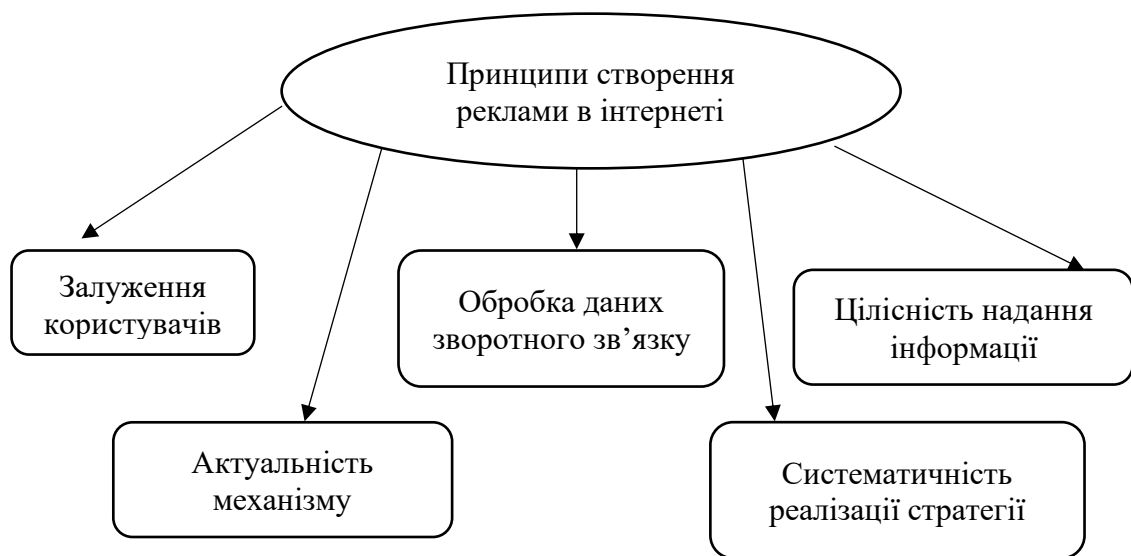 Принципи створення
реклами в інтернеті
Залуження
користувачів
Обробка даних
зворотного зв’язку
Цілісність надання
інформації
Актуальність
механізму
Систематичність
реалізації стратегії